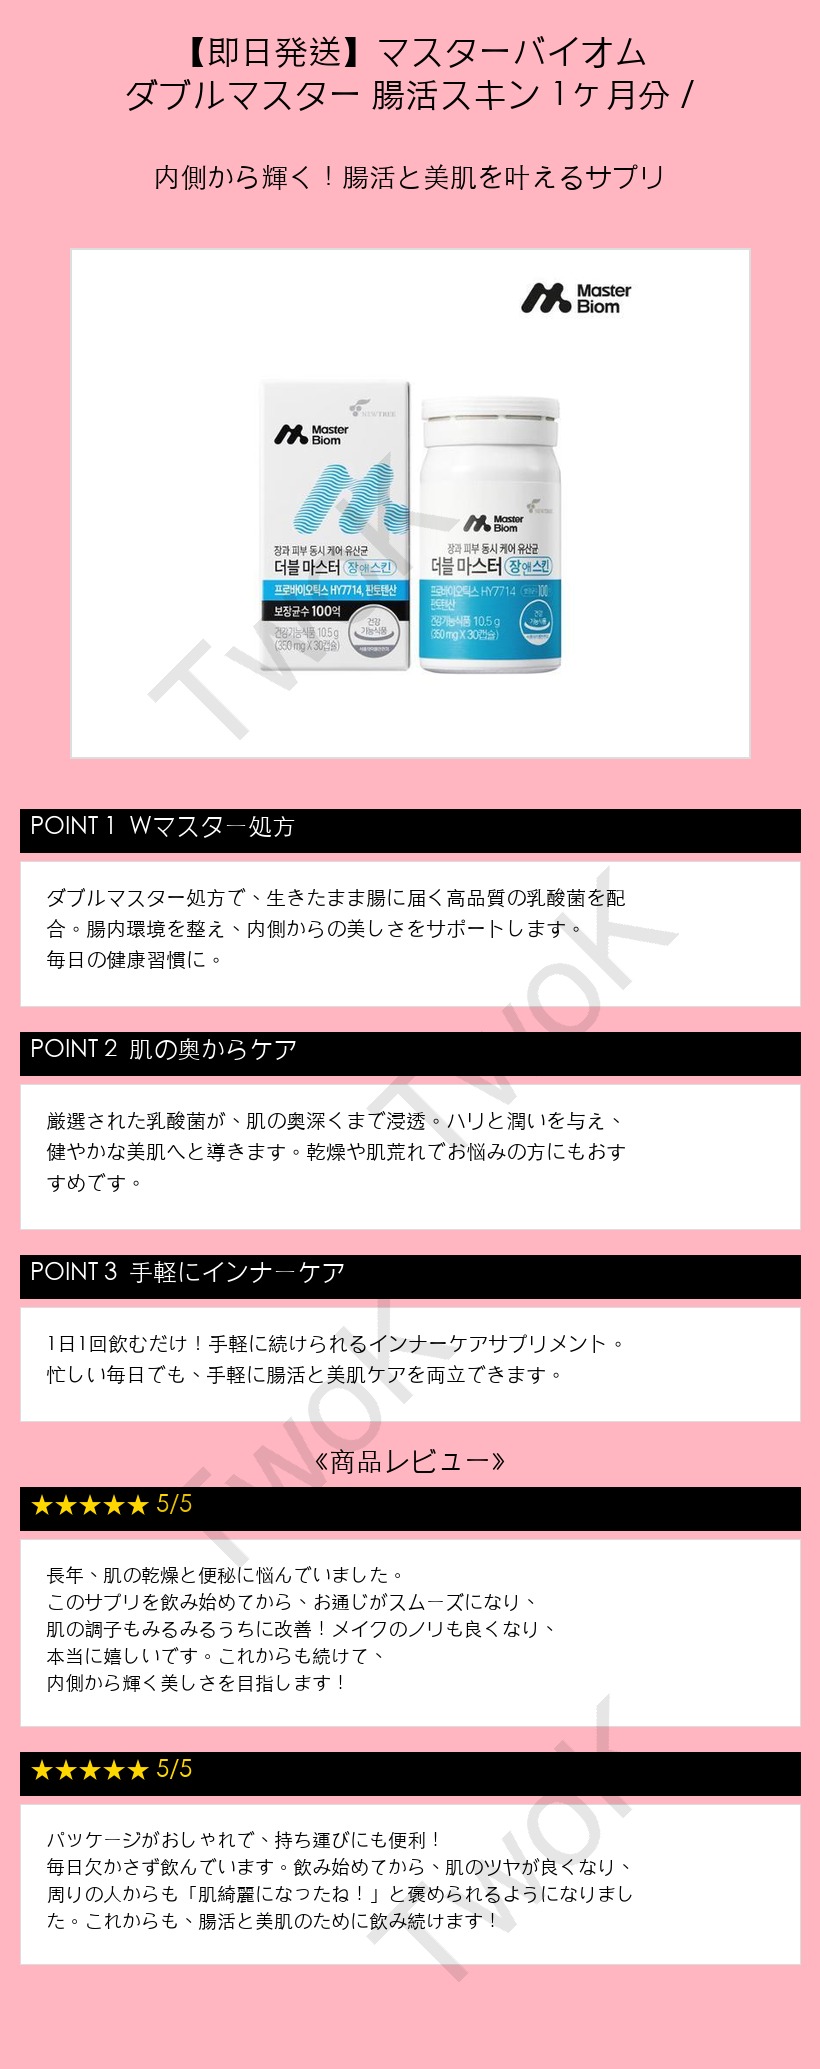 【即日発送】マスターバイオム
ダブルマスター 腸活スキン 1ヶ月分 /
内側から輝く！腸活と美肌を叶えるサプリ
Master
Biom
NEWTREE
Master
Biom
장과 피부 동시 케어 유산균
더블 마스터 장애스킨
프로바이오틱스 HY7714, 판토텐산
보장균수 100억
건강기능식품 10.5 g
(350 mg X 30캡슐)
건강
기능식품
NEWTREE
Master
Biom
장과 피부 동시 케어 유산균
더블 마스터 장애스킨
프로바이오틱스 HY7714
판토텐산
건강기능식품 10.5 g
(350 mg X 30캡슐)
건강
기능식품
TwoK
POINT 1 Wマスター処方
ダブルマスター処方で、生きたまま腸に届く高品質の乳酸菌を配
合。腸内環境を整え、内側からの美しさをサポートします。
毎日の健康習慣に。
TwoK
POINT 2 肌の奥からケア
厳選された乳酸菌が、肌の奥深くまで浸透。ハリと潤いを与え、
健やかな美肌へと導きます。乾燥や肌荒れでお悩みの方にもおす
すめです。
POINT 3 手軽にインナーケア
1日1回飲むだけ！手軽に続けられるインナーケアサプリメント。
忙しい毎日でも、手軽に腸活と美肌ケアを両立できます。
TwoK
《商品レビュー》
★★★★★ 5/5
長年、肌の乾燥と便秘に悩んでいました。
このサプリを飲み始めてから、お通じがスムーズになり、
肌の調子もみるみるうちに改善！メイクのノリも良くなり、
本当に嬉しいです。これからも続けて、
内側から輝く美しさを目指します！
★★★★★ 5/5
パッケージがおしゃれで、持ち運びにも便利！
毎日欠かさず飲んでいます。飲み始めてから、肌のツヤが良くなり、
周りの人からも「肌綺麗になったね！」と褒められるようになりまし
た。これからも、腸活と美肌のために飲み続けます！
TwoK